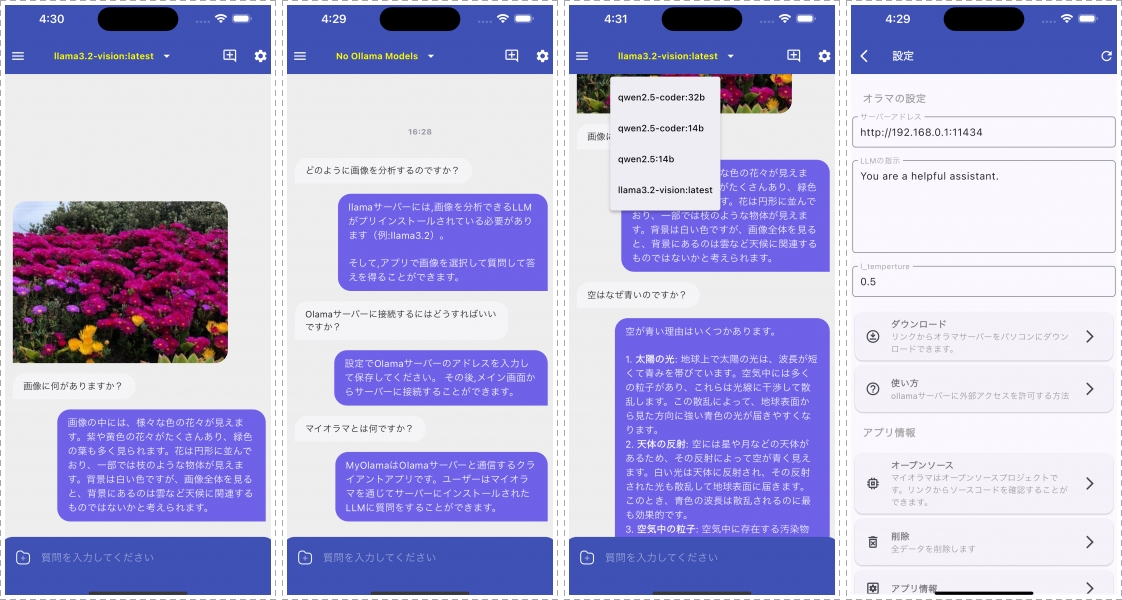 4:30
llama3.2-vision:latest
画像に何がありますか？
画像の中には、様々な色の花々が見えま
す。紫や黄色の花々がたくさんあり、緑色
の葉も多く見られます。花は円形に並んで
おり、一部では枝のような物体が見えま
す。背景は白い色ですが、画像全体を見る
と、背景にあるのは雲など天候に関連する
ものではないかと考えられます。
質問を入力してください
4:29
No Ollama Models
16:28
どのように画像を分析するのですか？
llamaサーバーには,画像を分析できるLLM
がプリインストールされている必要があり
ます（例:llama3.2）。
そして,アプリで画像を選択して質問して答
えを得ることができます。
Olamaサーバーに接続するにはどうすればいい
ですか？
設定でOlamaサーバーのアドレスを入力し
て保存してください。 その後,メイン画面か
らサーバーに接続することができます。
マイオラマとは何ですか？
MyOlamaはOlamaサーバーと通信するクラ
イアントアプリです。ユーザーはマイオラ
マを通じてサーバーにインストールされた
LLMに質問をすることができます。
質問を入力してください
4:31
llama3.2-vision:latest
qwen2.5-coder:32b
qwen2.5-coder:14b
qwen2.5:14b
llama3.2-vision:latest
画像に
な色の花々が見えま
がたくさんあり、緑色
す。花は円形に並んで
おり、一部では枝のような物体が見えま
す。背景は白い色ですが、画像全体を見る
と、背景にあるのは雲など天候に関連する
ものではないかと考えられます。
空はなぜ青いのですか？
空が青い理由はいくつかあります。
1. 太陽の光: 地球上で太陽の光は、波長が短
くて青みを帯びています。空気中には多く
の粒子があり、これらは光線に干渉して散
乱します。この散乱によって、地球表面か
ら見た方向に強い青色の光が届きやすくな
ります。
2. 天体の反射: 空には星や月などの天体が
あるため、その反射によって空が青く見え
ます。白い光は天体に反射され、その反射
された光も散乱して地球表面に届きます。
このとき、青色の波長は散乱されるのに最
も効果的です。
3. 空気中の粒子: 空気中に存在する汚染物
質問を入力してください
4:29
設定
オラマの設定
サーバーアドレス
http://192.168.0.1:11434
LLMの指示
You are a helpful assistant.
l_temperture
0.5
ダウンロード
リンクからオラマサーバーをパソコンにダウン
ロードできます。
使い方
ollamaサーバーに外部アクセスを許可する方法
アプリ情報
オープンソース
マイオラマはオープンソースプロジェクトで
す。リンクからソースコードを確認することが
できます。
削除
全データを削除します
アプリ情報